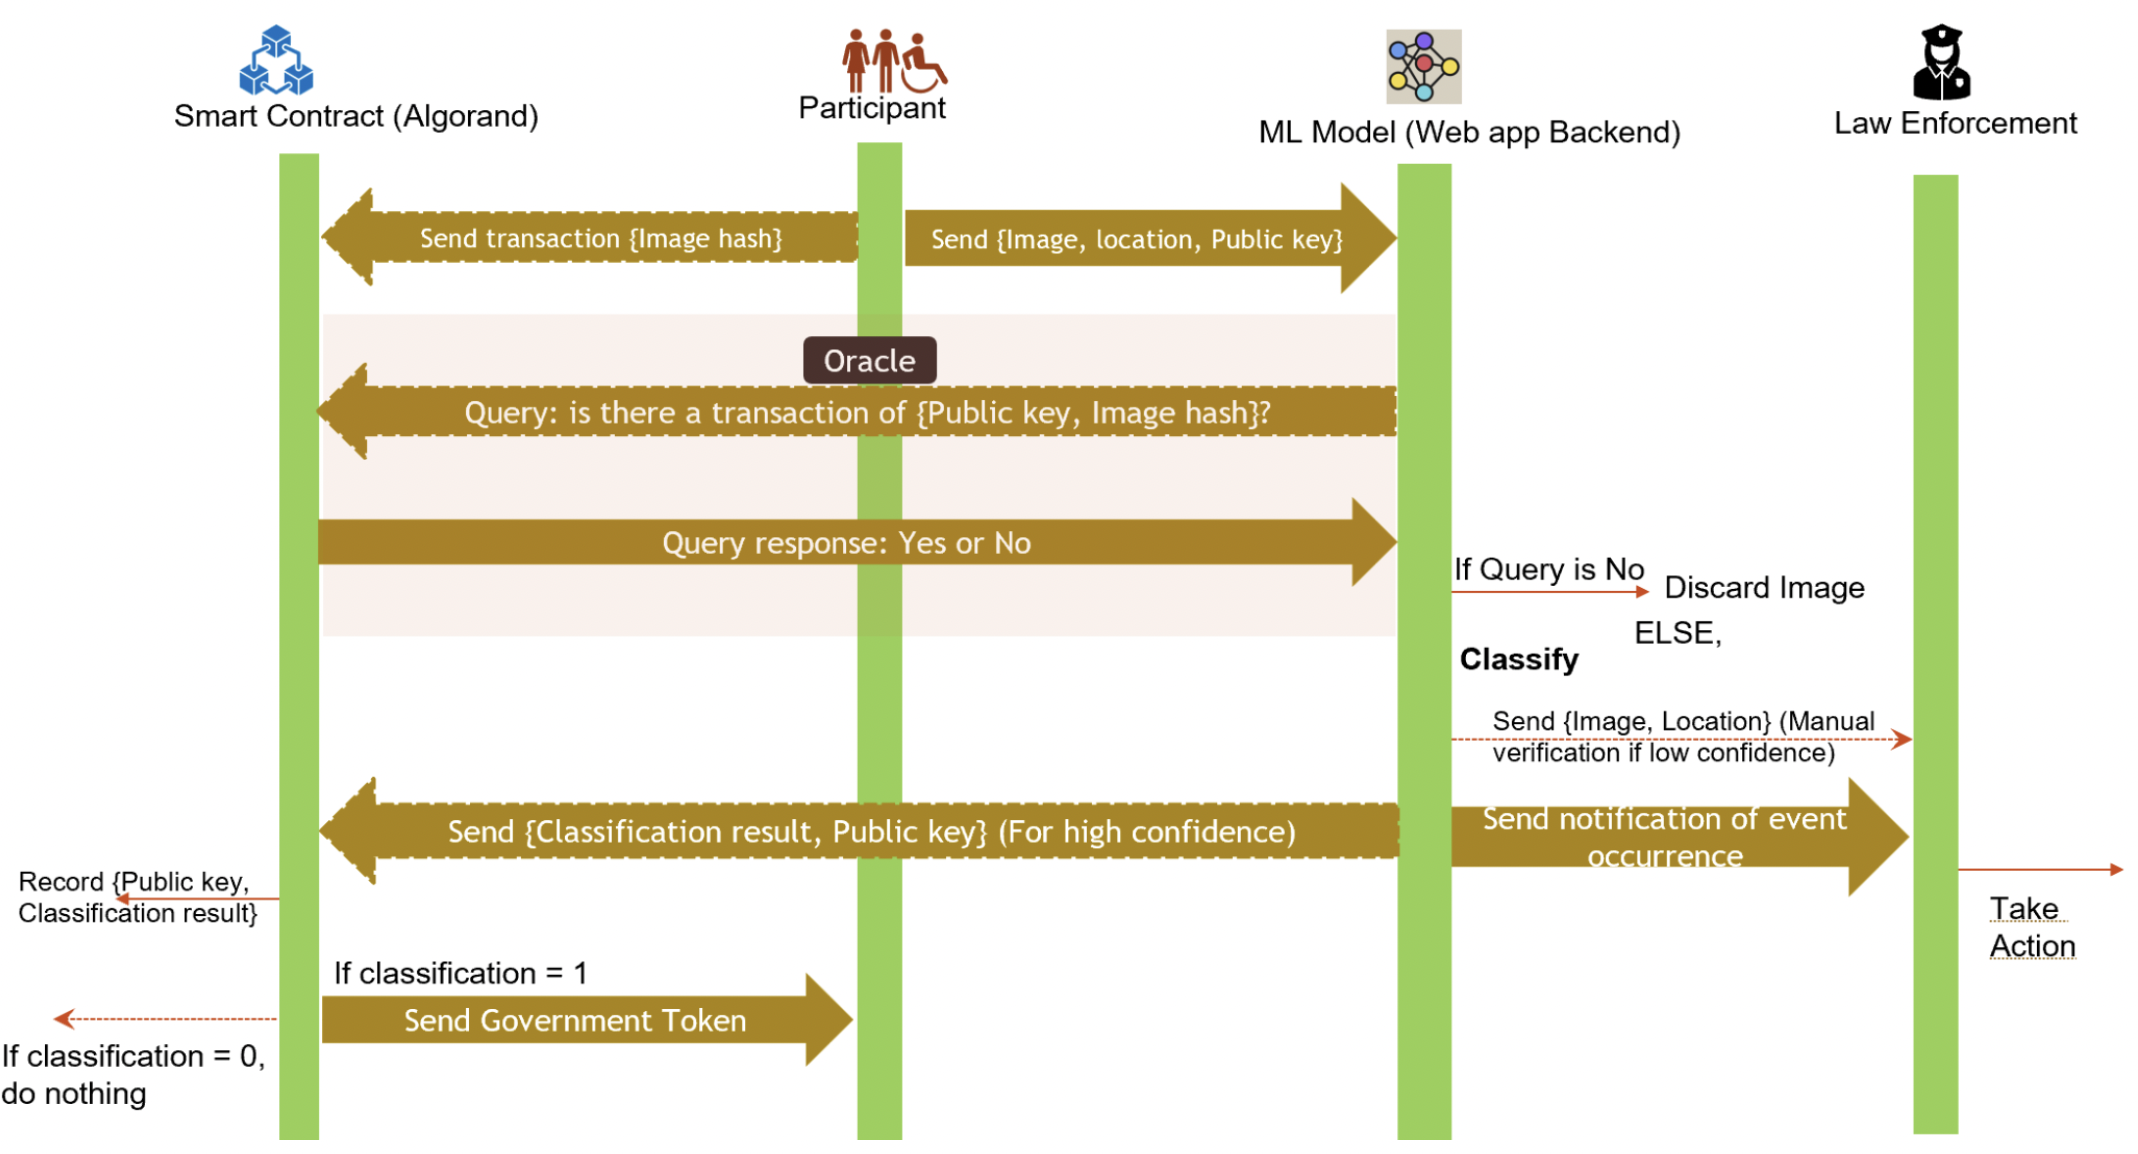 Smart Contract (Algorand)
Participant
ML Model (Web app Backend)
Law Enforcement
Send transaction {Image hash}
Send {Image, location, Public key}
Oracle
Query: is there a transaction of {Public key, Image hash}?
Query response: Yes or No
If Query is No
Discard Image
ELSE,
Classify
Send {Image, Location} (Manual
verification if low confidence)
Send {Classification result, Public key} (For high confidence)
Send notification of event
occurrence
Record {Public key,
Classification result}
Take
Action
If classification = 1
Send Government Token
If classification = 0,
do nothing